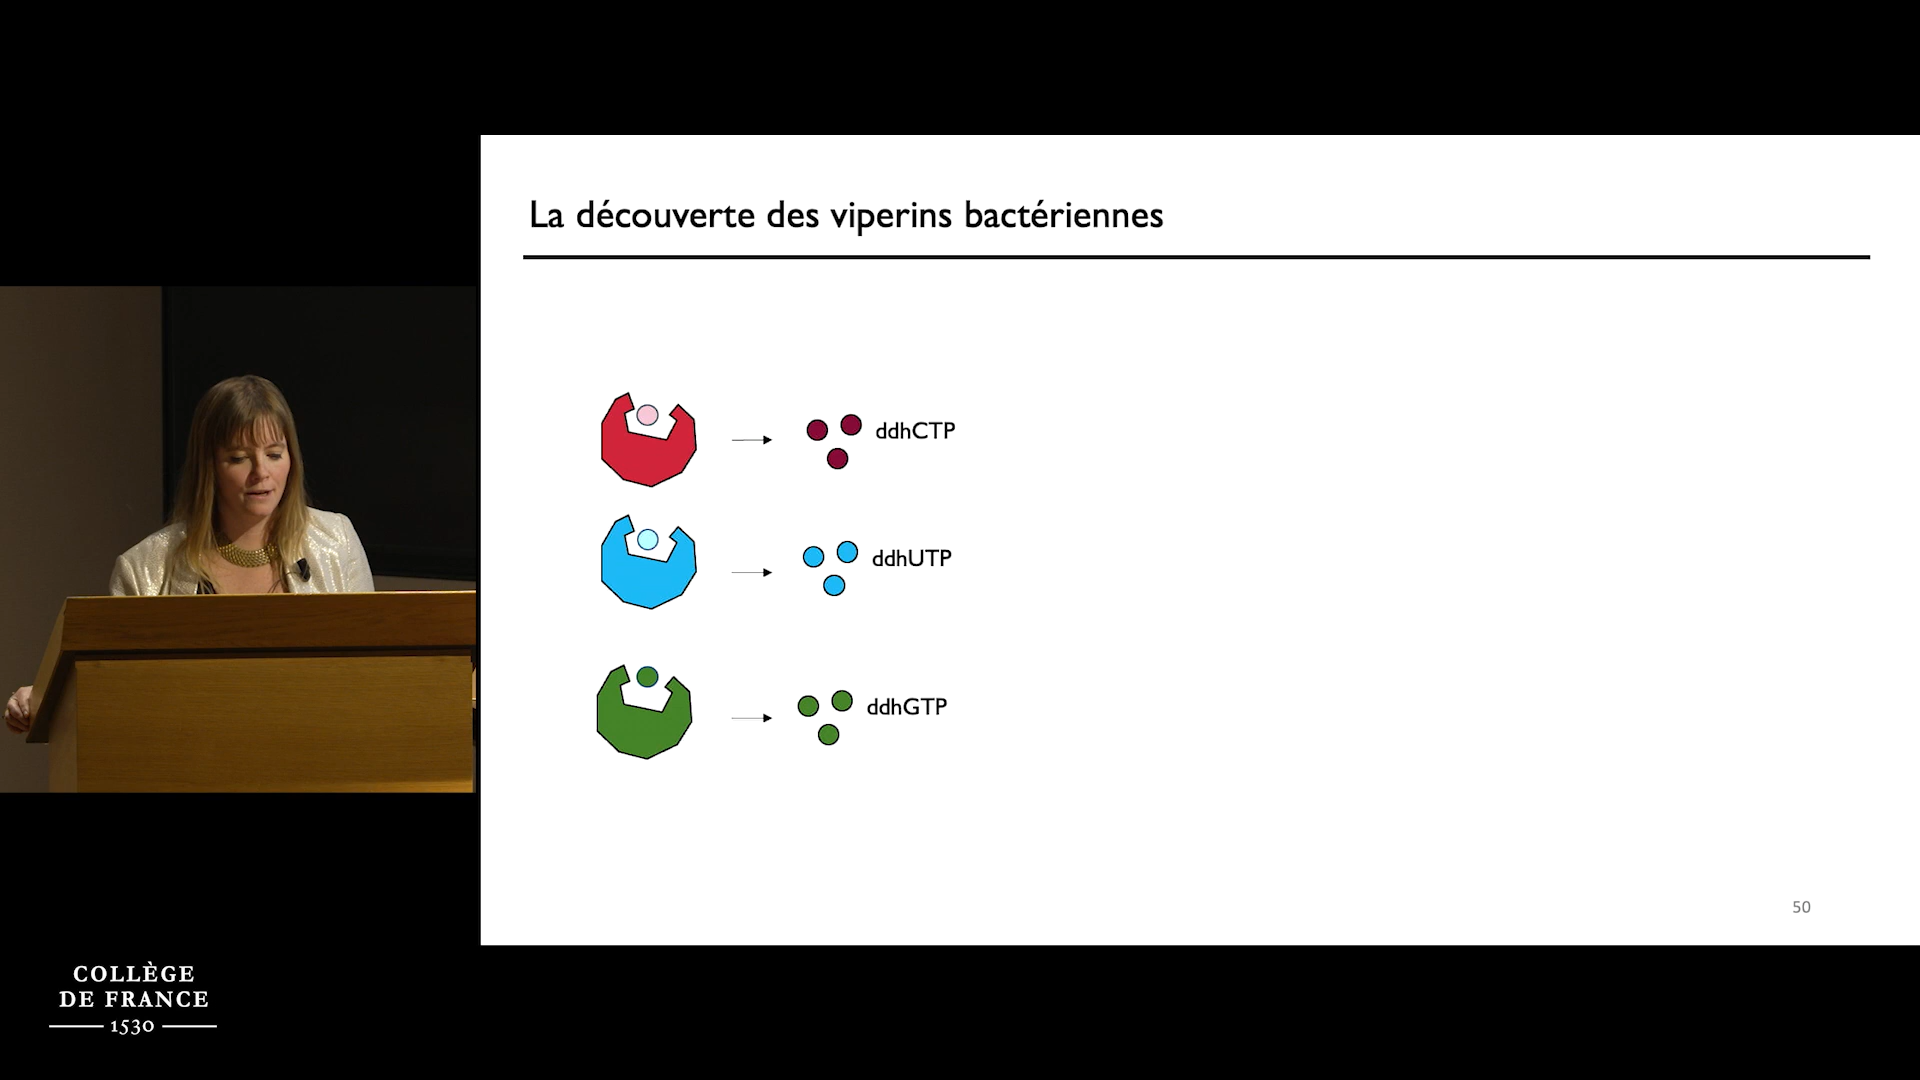 La découverte des viperins bactériennes
ddhCTP
ddhUTP
ddhGTP
50
COLLÈGE
DE FRANCE
1530